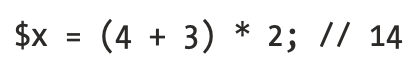 $x = (4 + 3) * 2; // 14